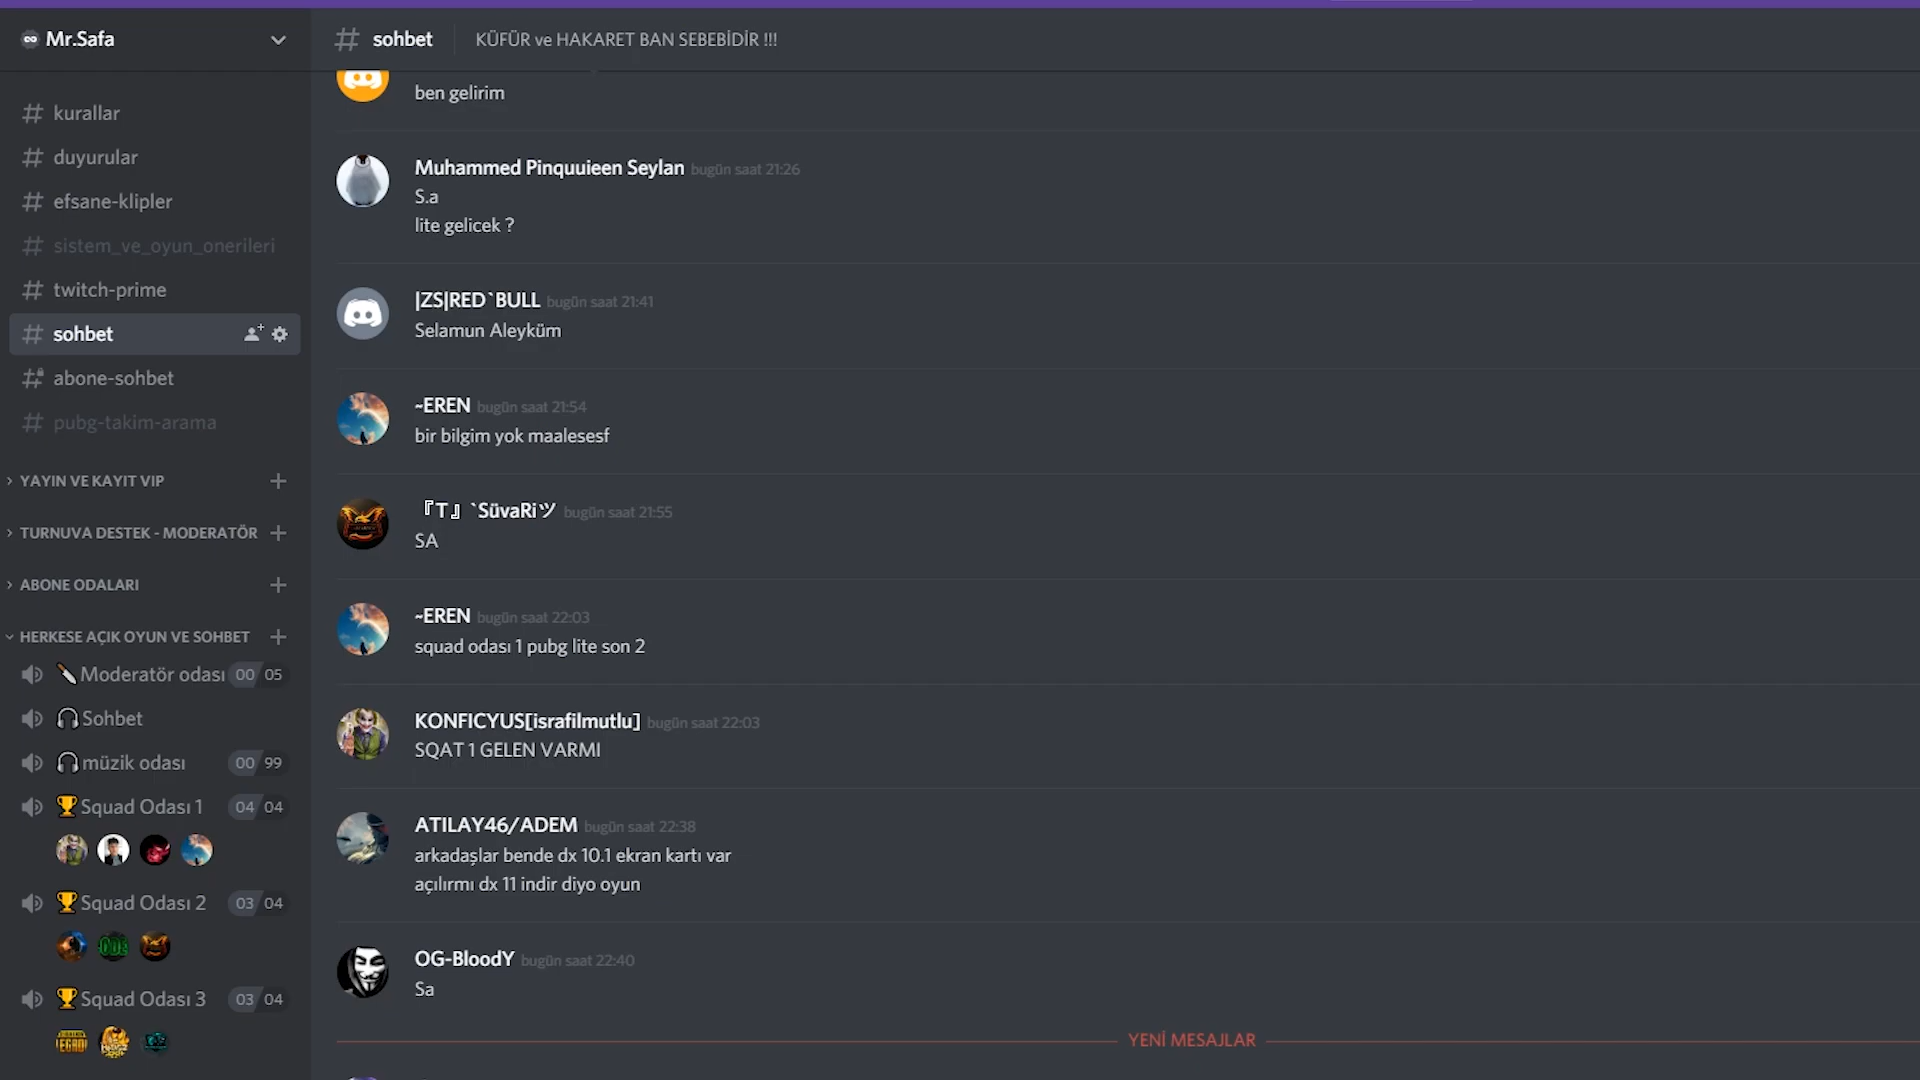 Mr.Safa
kurallar
duyurular
efsane-klipler
sistem_ve_oyun_onerileri
twitch-prime
sohbet
abone-sohbet
pubg-takim-arama
YAYIN VE KAYIT VIP
TURNUVA DESTEK - MODERATÖR
ABONE ODALARI
HERKESE AÇIK OYUN VE SOHBET
Moderatör odası 00 05
Sohbet
müzik odası 00 99
Squad Odası 1 04 04
Squad Odası 2 03 04
Squad Odası 3 03 04
# sohbet KÜFÜR ve HAKARET BAN SEBEBİDİR !!!
ben gelirim
Muhammed Pinquuieen Seylan bugün saat 21:26
S.a
lite gelicek ?
|ZS|RED`BULL bugün saat 21:41
Selamun Aleyküm
~EREN bugün saat 21:54
bir bilgim yok maalesesf
『T』`SüvaRiツ bugün saat 21:55
SA
~EREN bugün saat 22:03
squad odası 1 pubg lite son 2
KONFICYUS[israfilmutlu] bugün saat 22:03
SQAT 1 GELEN VARMI
ATILAY46/ADEM bugün saat 22:38
arkadaşlar bende dx 10.1 ekran kartı var
açılırmı dx 11 indir diyo oyun
OG-BloodY bugün saat 22:40
Sa
YENİ MESAJLAR